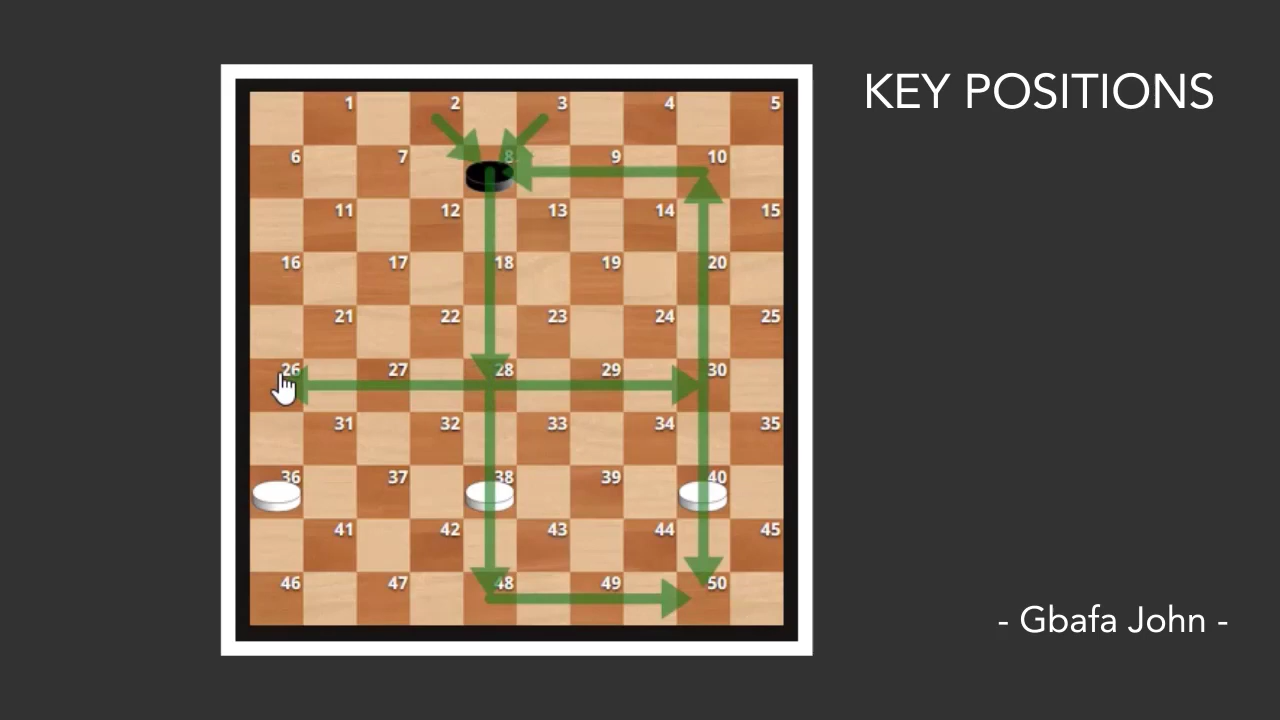 KEY POSITIONS
1 2 3 4 5
6 7 8 9 10
11 12 13 14 15
16 17 18 19 20
21 22 23 24 25
26 27 28 29 30
31 32 33 34 35
36 37 38 39 40
41 42 43 44 45
46 47 48 49 50
- Gbafa John -